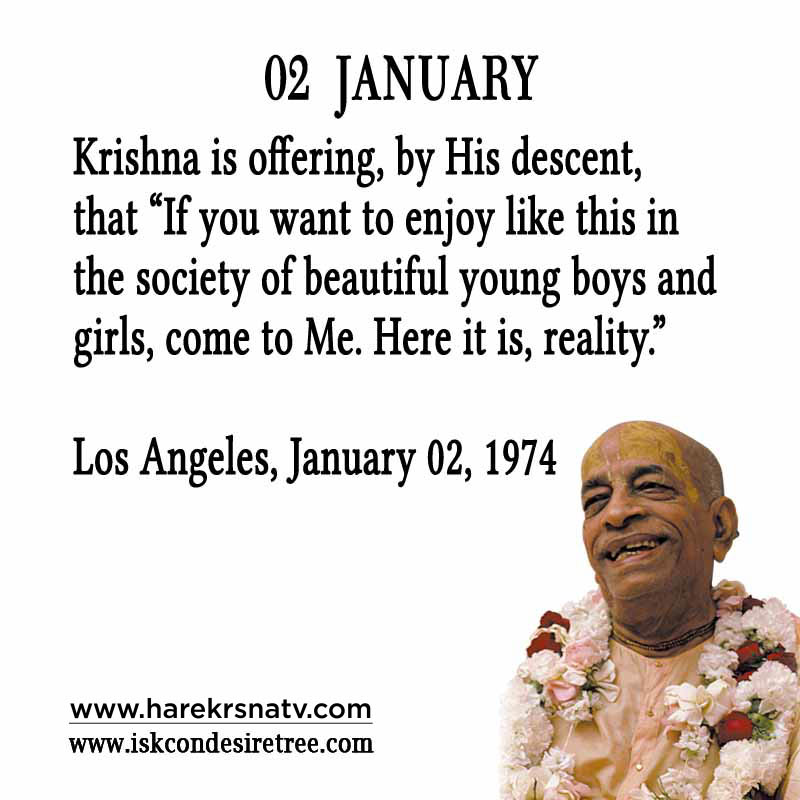 02 JANUARY
Krishna is offering, by His descent,
that “If you want to enjoy like this in
the society of beautiful young boys and
girls, come to Me. Here it is, reality.”
Los Angeles, January 02, 1974
www.harekrsnatv.com
www.iskcondesiretree.com